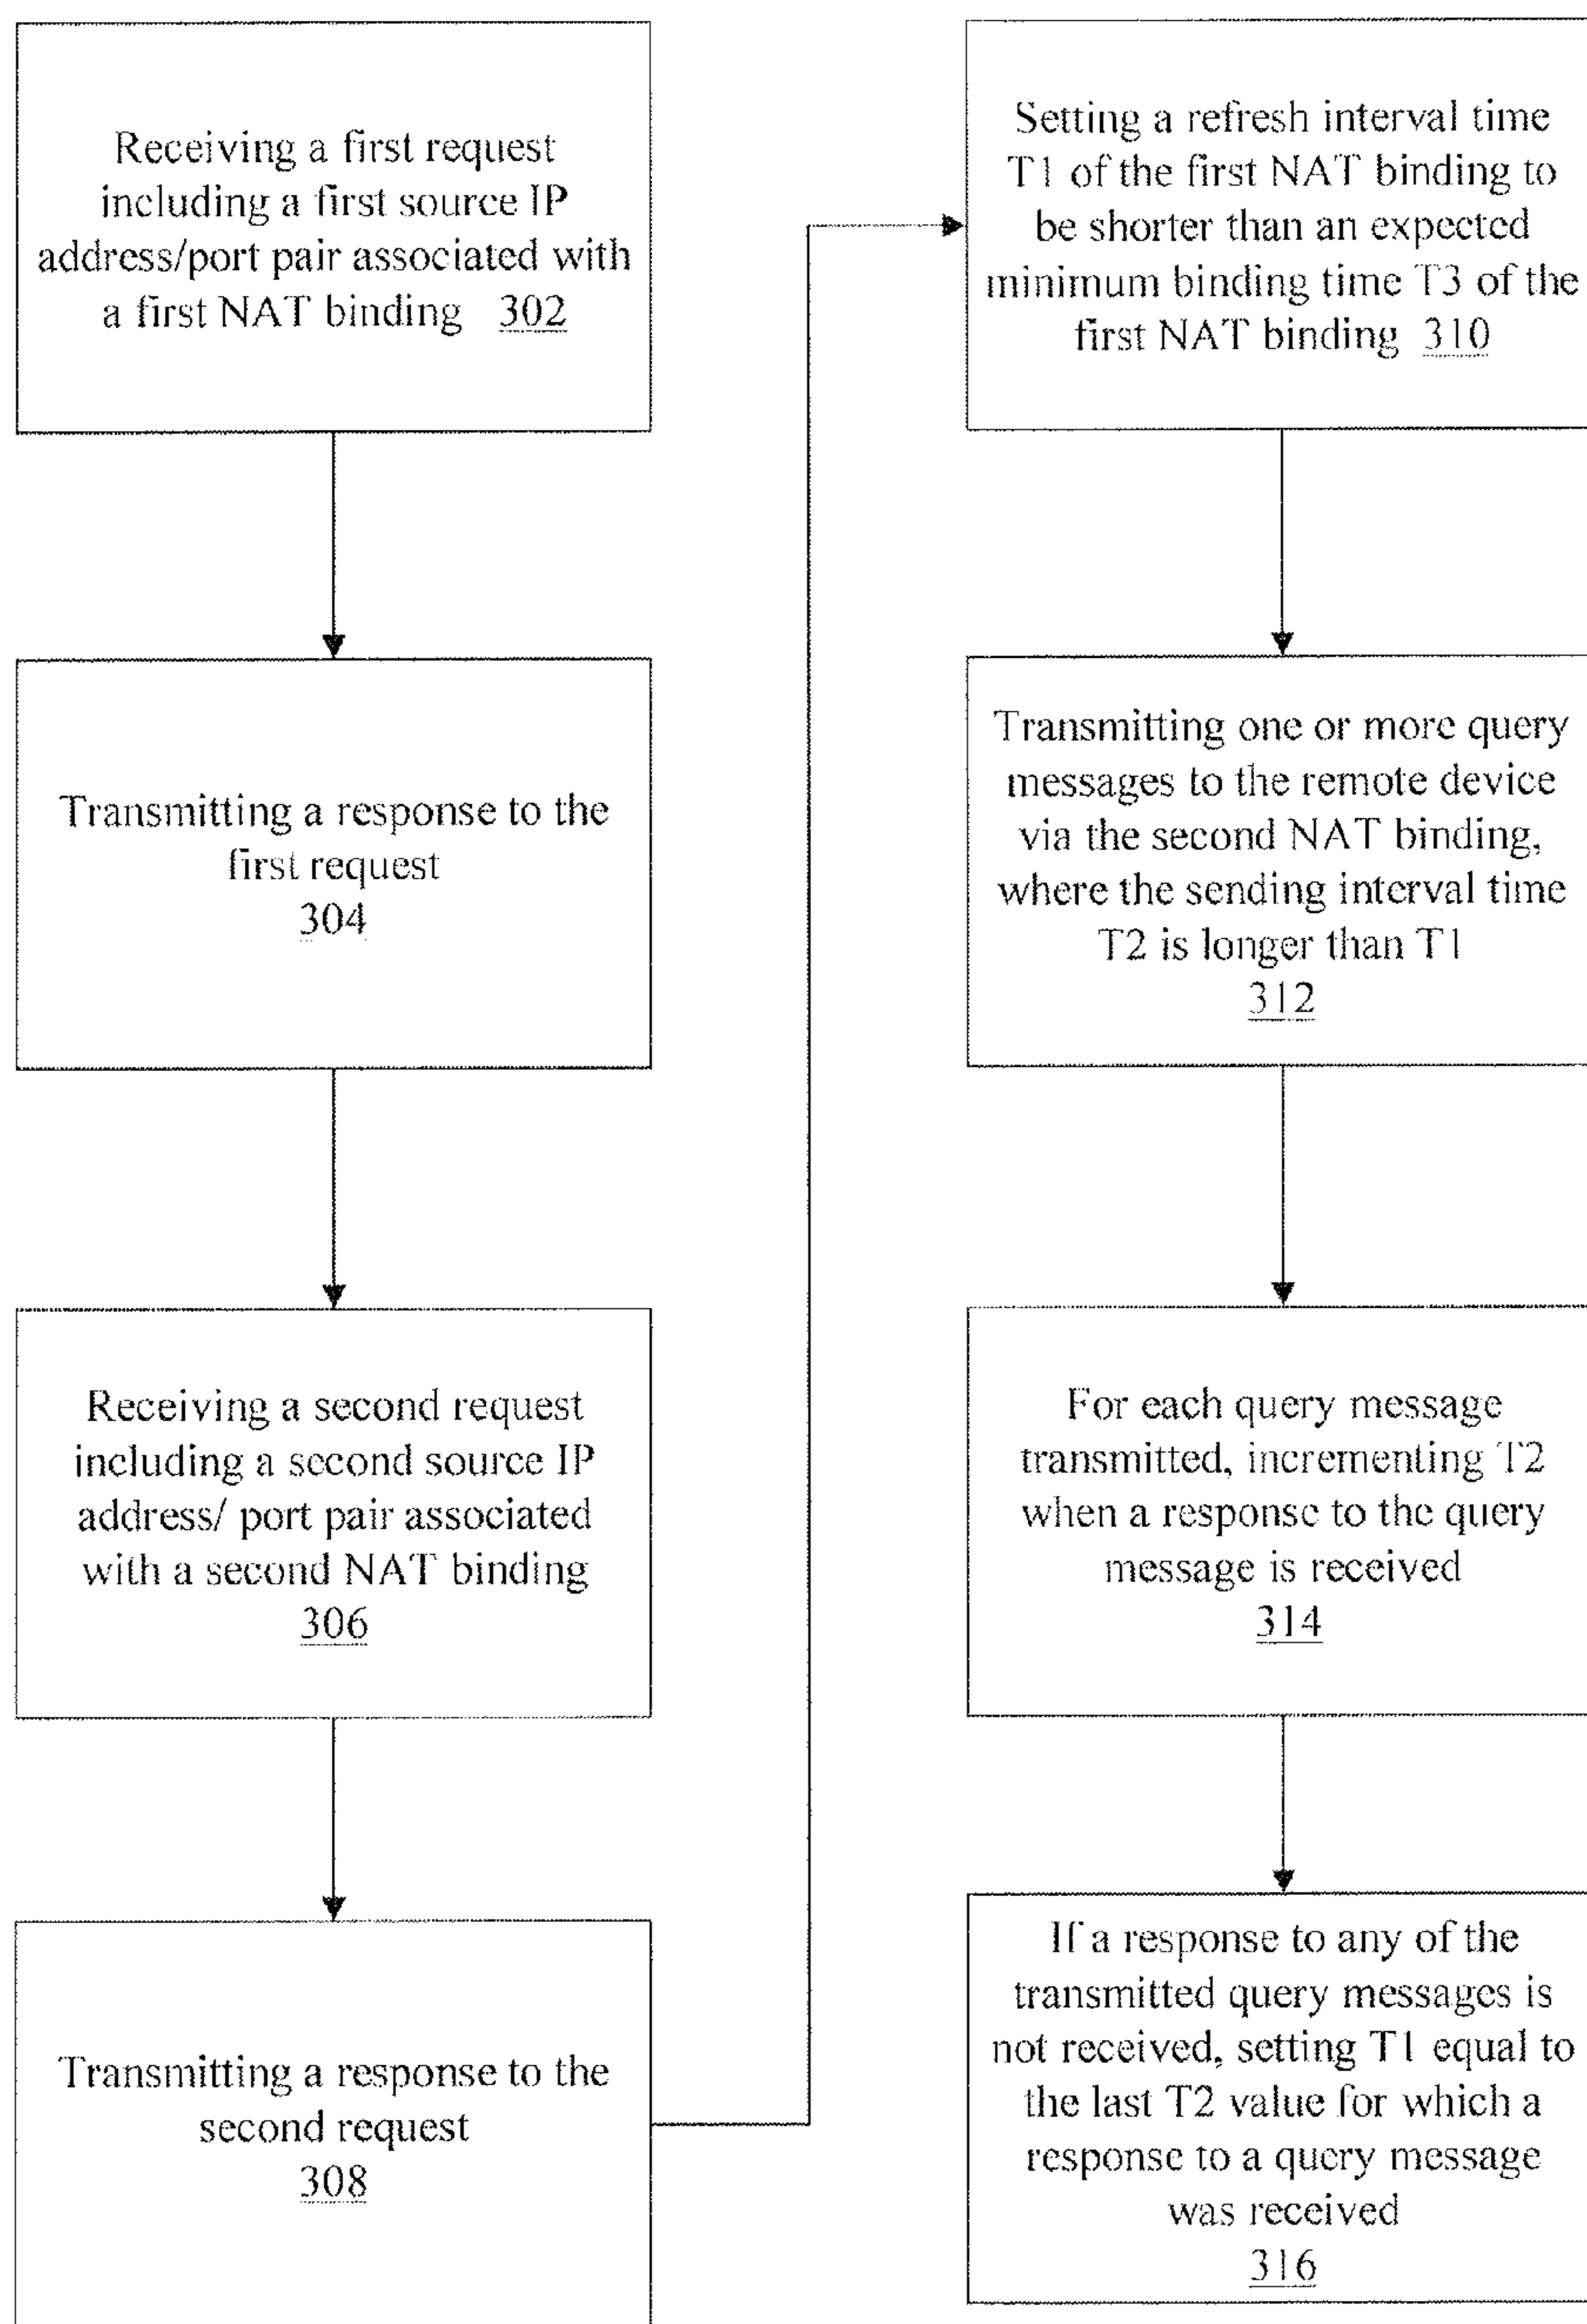 Receiving a first request
including a first source IP
address/port pair associated with
a first NAT binding 302
Transmitting a response to the
first request
304
Receiving a second request
including a second source IP
address/ port pair associated
with a second NAT binding
306
Transmitting a response to the
second request
308
Setting a refresh interval time
T1 of the first NAT binding to
be shorter than an expected
minimum binding time T3 of the
first NAT binding 310
Transmitting one or more query
messages to the remote device
via the second NAT binding,
where the sending interval time
T2 is longer than T1
312
For each query message
transmitted, incrementing T2
when a response to the query
message is received
314
If a response to any of the
transmitted query messages is
not received, setting T1 equal to
the last T2 value for which a
response to a query message
was received
316